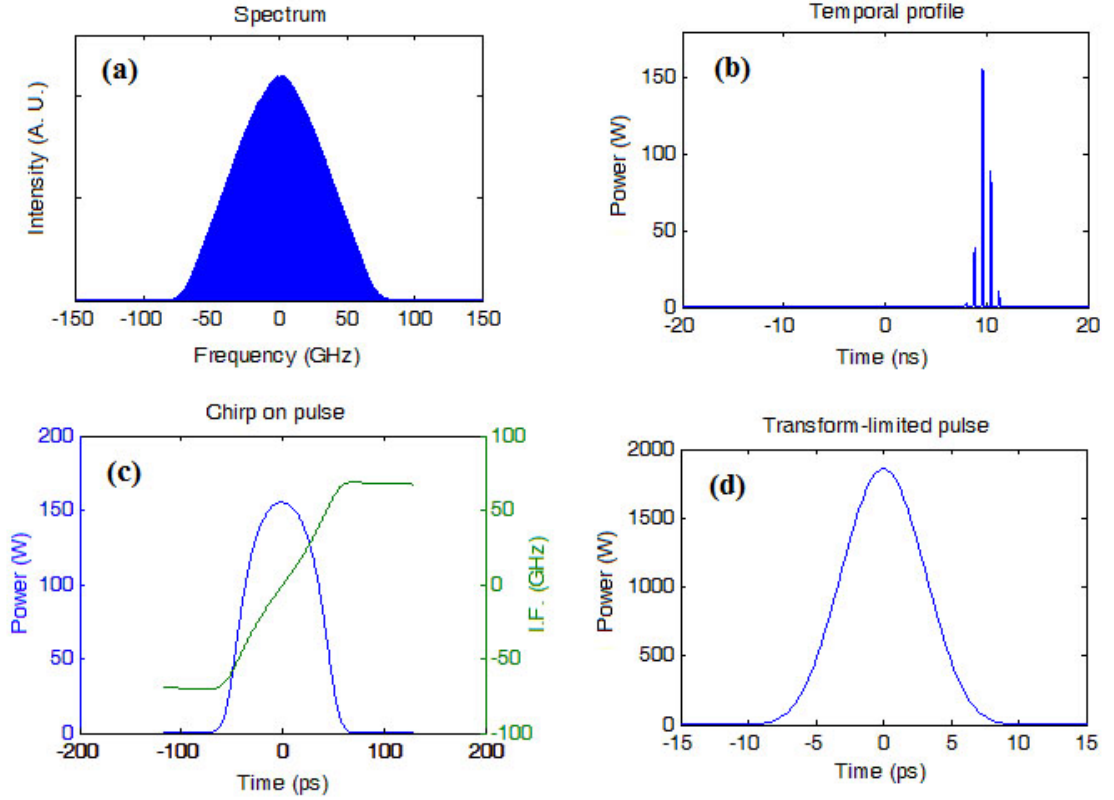 Spectrum
(a)
Intensity (A. U.)
-150 -100 -50 0 50 100 150
Frequency (GHz)
Temporal profile
(b)
Power (W)
150
100
50
0
-20 -10 0 10 20
Time (ns)
Chirp on pulse
(c)
Power (W)
200
150
100
50
0
I.F. (GHz)
100
50
0
-50
-100
-200 -100 0 100 200
Time (ps)
Transform-limited pulse
(d)
Power (W)
2000
1500
1000
500
0
-15 -10 -5 0 5 10 15
Time (ps)